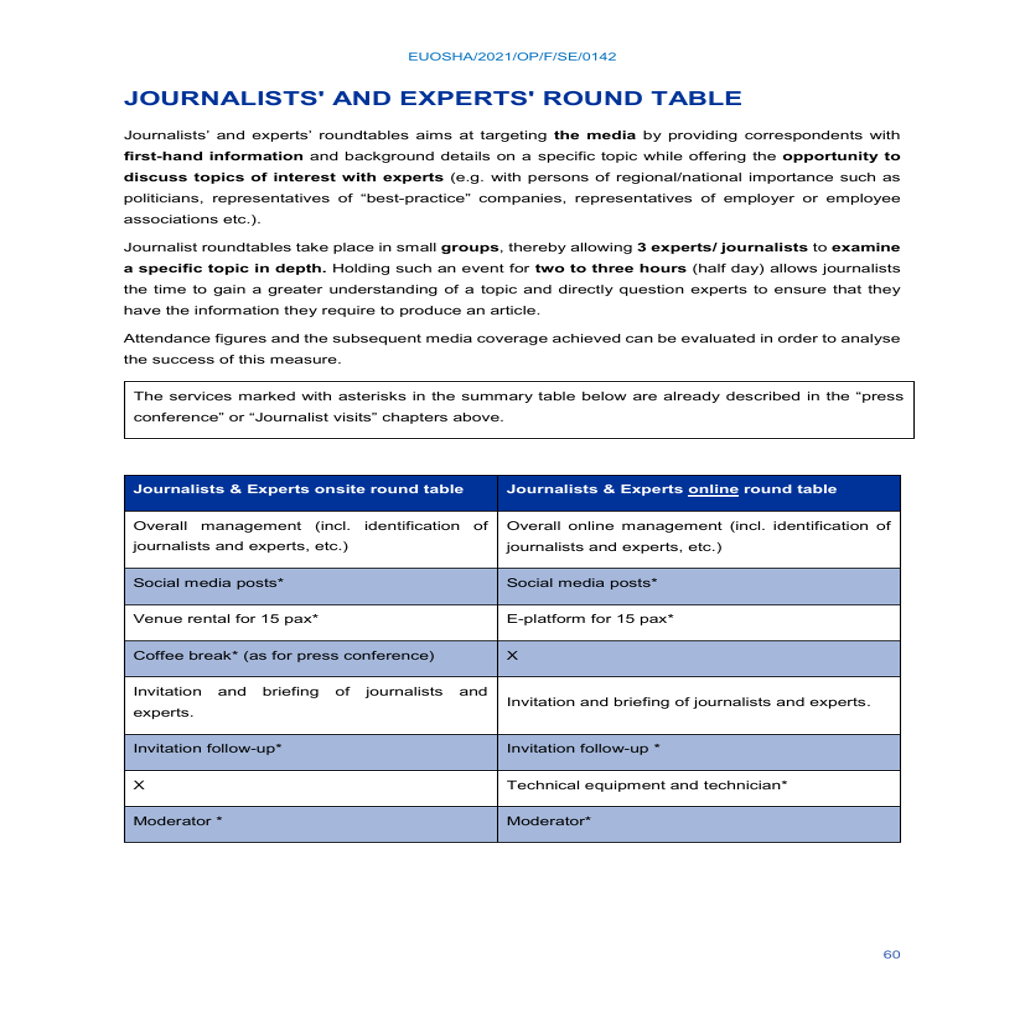 EUOSHA/2021/OP/F/SE/0142
JOURNALISTS' AND EXPERTS' ROUND TABLE
Journalists’ and experts’ roundtables aims at targeting the media by providing correspondents with
first-hand information and background details on a specific topic while offering the opportunity to
discuss topics of interest with experts (e.g. with persons of regional/national importance such as
politicians, representatives of “best-practice” companies, representatives of employer or employee
associations etc.).
Journalist roundtables take place in small groups, thereby allowing 3 experts/ journalists to examine
a specific topic in depth. Holding such an event for two to three hours (half day) allows journalists
the time to gain a greater understanding of a topic and directly question experts to ensure that they
have the information they require to produce an article.
Attendance figures and the subsequent media coverage achieved can be evaluated in order to analyse
the success of this measure.
The services marked with asterisks in the summary table below are already described in the “press
conference” or “Journalist visits” chapters above.
Journalists & Experts onsite round table
Journalists & Experts online round table
Overall management (incl. identification of
journalists and experts, etc.)
Overall online management (incl. identification of
journalists and experts, etc.)
Social media posts*
Social media posts*
Venue rental for 15 pax*
E-platform for 15 pax*
Coffee break* (as for press conference)
X
Invitation and briefing of journalists and
experts.
Invitation and briefing of journalists and experts.
Invitation follow-up*
Invitation follow-up *
X
Technical equipment and technician*
Moderator *
Moderator*
60